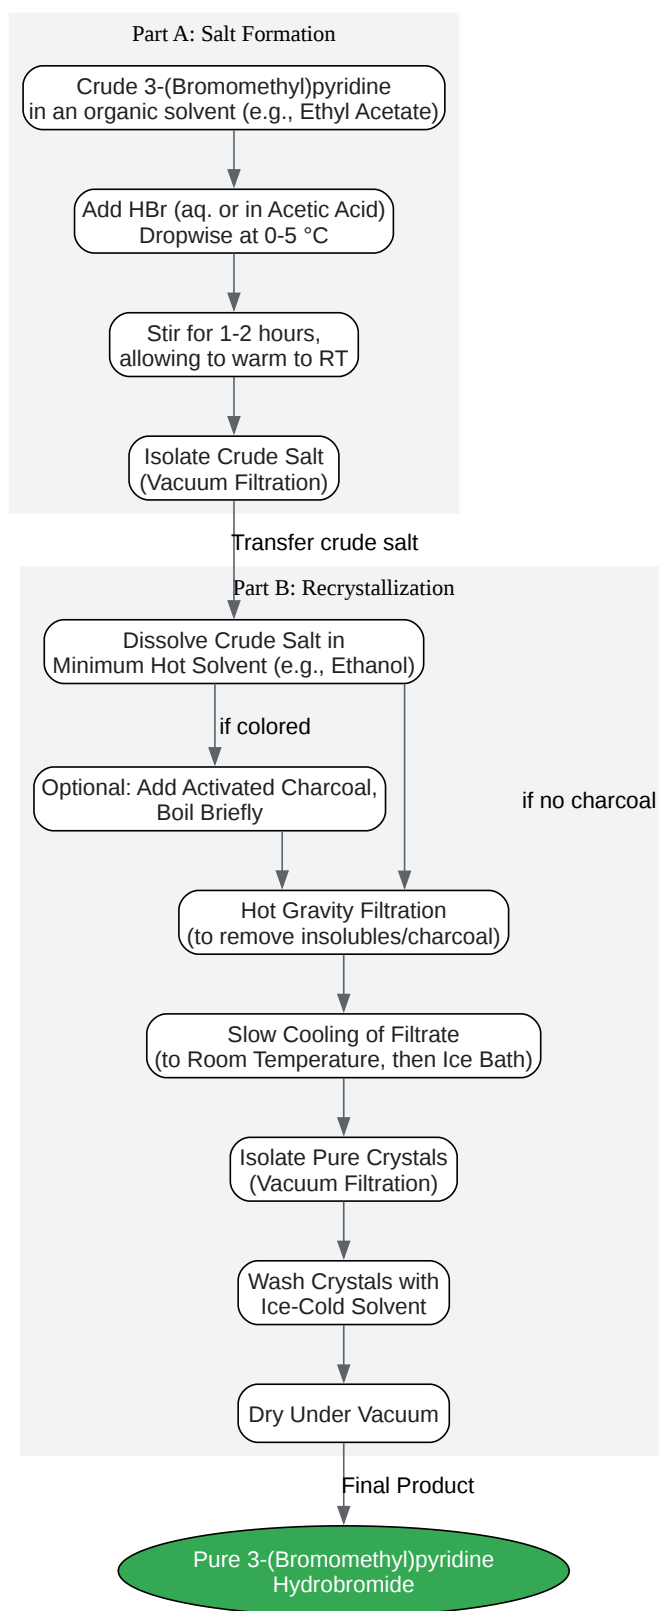 Part A: Salt Formation
Crude 3-(Bromomethyl)pyridine
in an organic solvent (e.g., Ethyl Acetate)
Add HBr (aq. or in Acetic Acid)
Dropwise at 0-5 °C
Stir for 1-2 hours,
allowing to warm to RT
Isolate Crude Salt
(Vacuum Filtration)
Transfer crude salt
Part B: Recrystallization
Dissolve Crude Salt in
Minimum Hot Solvent (e.g., Ethanol)
if colored
Optional: Add Activated Charcoal,
Boil Briefly
if no charcoal
Hot Gravity Filtration
(to remove insolubles/charcoal)
Slow Cooling of Filtrate
(to Room Temperature, then Ice Bath)
Isolate Pure Crystals
(Vacuum Filtration)
Wash Crystals with
Ice-Cold Solvent
Dry Under Vacuum
Final Product
Pure 3-(Bromomethyl)pyridine
Hydrobromide